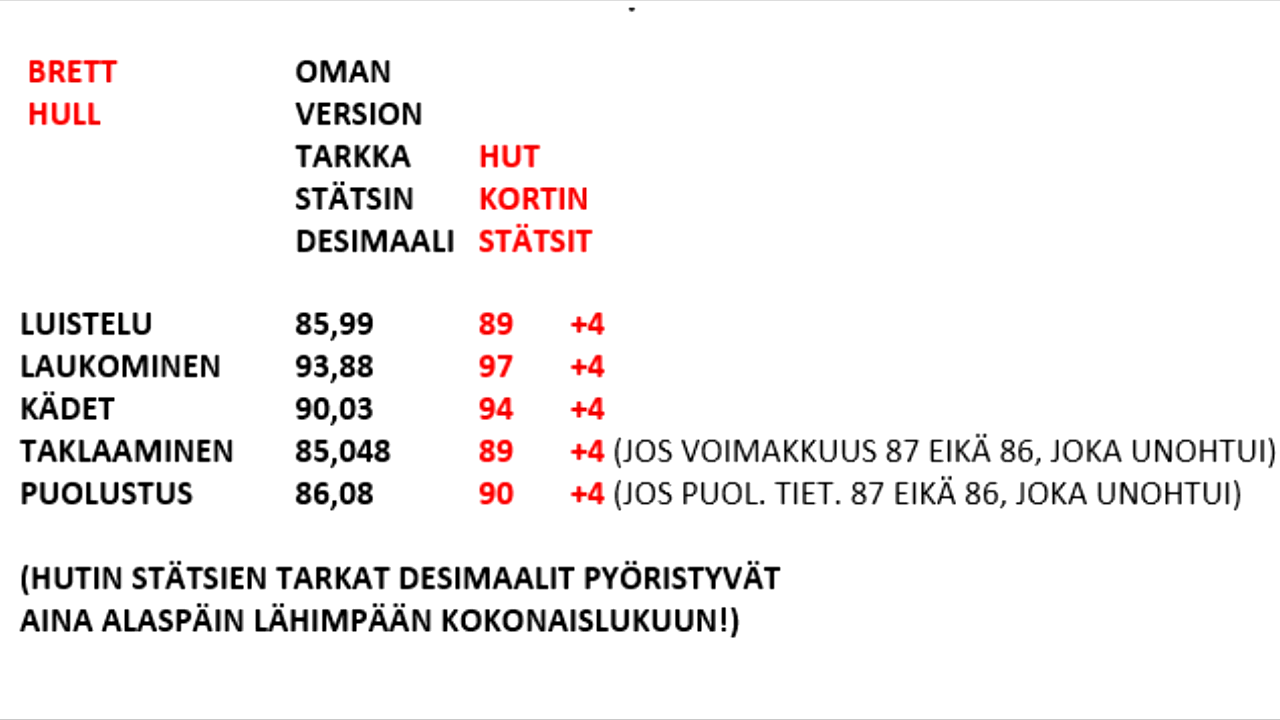 BRETT OMAN
HULL VERSION
TARKKA HUT
STÄTSIN KORTIN
DESIMAALI STÄTSIT
LUISTELU 85,99 89 +4
LAUKOMINEN 93,88 97 +4
KÄDET 90,03 94 +4
TAKLAAMINEN 85,048 89 +4 (JOS VOIMAKKUUS 87 EIKÄ 86, JOKA UNOHTUI)
PUOLUSTUS 86,08 90 +4 (JOS PUOL. TIET. 87 EIKÄ 86, JOKA UNOHTUI)
(HUTIN STÄTSIEN TARKAT DESIMAALIT PYÖRISTYVÄT
AINA ALASPÄIN LÄHIMPÄÄN KOKONAISLUKUUN!)